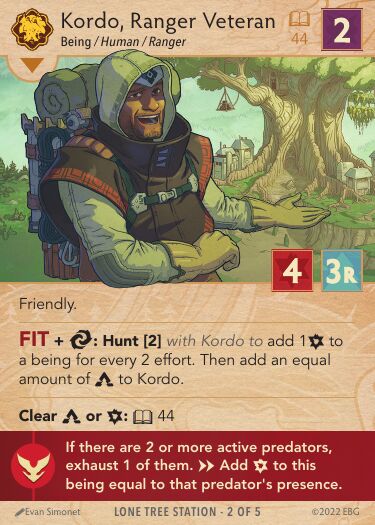 Kordo, Ranger Veteran
44
2
Being / Human / Ranger
4
3R
Friendly.
FIT + : Hunt [2] with Kordo to add 1 to
a being for every 2 effort. Then add an equal
amount of to Kordo.
Clear or : 44
If there are 2 or more active predators,
exhaust 1 of them. Add to this
being equal to that predator's presence.
Evan Simonet
LONE TREE STATION - 2 OF 5
©2022 EBG